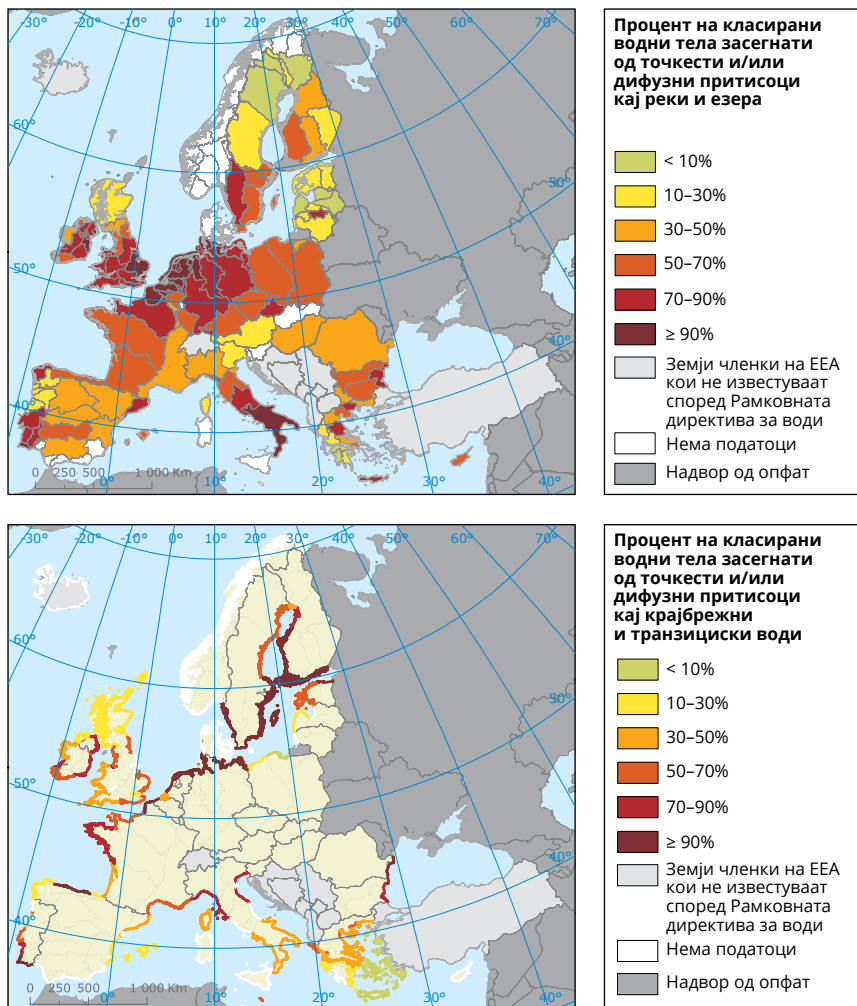 -30° -20° -10° 0° 10° 20° 30° 40° 50° 60° 70°
60°
50°
40°
60°
50°
40°
0 250 500 1 000 Km
0° 10° 20° 30° 40°
Процент на класирани
водни тела засегнати
од точкести и/или
дифузни притисоци
кај реки и езера
< 10%
10–30%
30–50%
50–70%
70–90%
≥ 90%
Земји членки на ЕЕА
кои не известуваат
според Рамковната
директива за води
Нема податоци
Надвор од опфат
-30° -20° -10° 0° 10° 20° 30° 40° 50° 60° 70°
60°
50°
40°
60°
50°
40°
0 250 500 1 000 Km
0° 10° 20° 30° 40°
Процент на класирани
водни тела засегнати
од точкести и/или
дифузни притисоци
кај крајбрежни
и транзициски води
< 10%
10–30%
30–50%
50–70%
70–90%
≥ 90%
Земји членки на ЕЕА
кои не известуваат
според Рамковната
директива за води
Нема податоци
Надвор од опфат